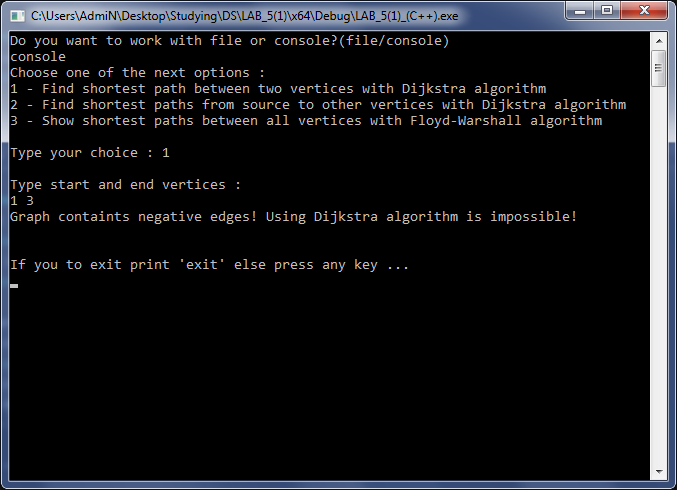 C:\Users\AdmiN\Desktop\Studying\DS\LAB_5(1)\x64\Debug\LAB_5(1)_(C++).exe
Do you want to work with file or console?(file/console)
console
Choose one of the next options :
1 - Find shortest path between two vertices with Dijkstra algorithm
2 - Find shortest paths from source to other vertices with Dijkstra algorithm
3 - Show shortest paths between all vertices with Floyd-Warshall algorithm
Type your choice : 1
Type start and end vertices :
1 3
Graph containts negative edges! Using Dijkstra algorithm is impossible!
If you to exit print 'exit' else press any key ...